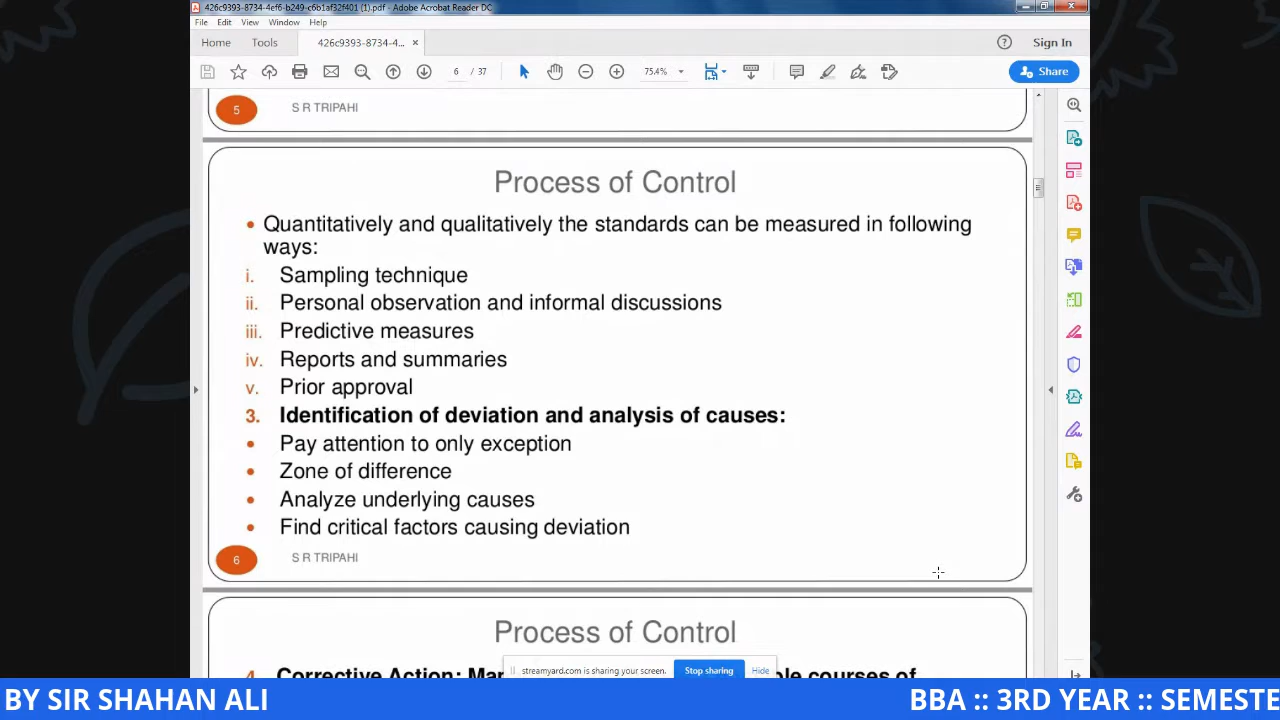 426c9393-8734-4ef6-b249-c6b1af32f401 (1).pdf - Adobe Acrobat Reader DC
File Edit View Window Help
Home Tools 426c9393-8734-4... × Sign In
6 / 37 75.4% Share
5 S R TRIPAHI
Process of Control
• Quantitatively and qualitatively the standards can be measured in following
ways:
i. Sampling technique
ii. Personal observation and informal discussions
iii. Predictive measures
iv. Reports and summaries
v. Prior approval
3. Identification of deviation and analysis of causes:
• Pay attention to only exception
• Zone of difference
• Analyze underlying causes
• Find critical factors causing deviation
6 S R TRIPAHI
Process of Control
streamyard.com is sharing your screen. Stop sharing Hide
4. Corrective Action: courses of
BY SIR SHAHAN ALI BBA :: 3RD YEAR :: SEMESTE